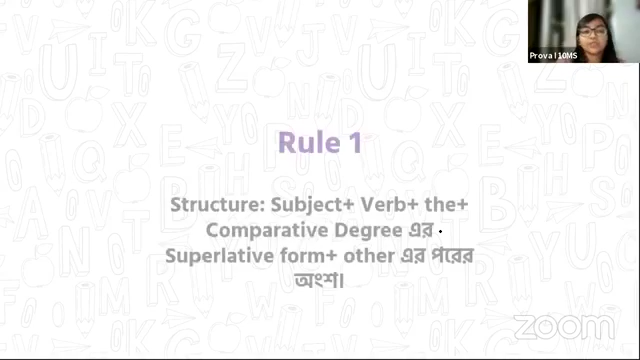 Rule 1
Structure: Subject+ Verb+ the+
Comparative Degree এর
Superlative form+ other এর পরের
অংশ।
Prova l 10MS
zoom